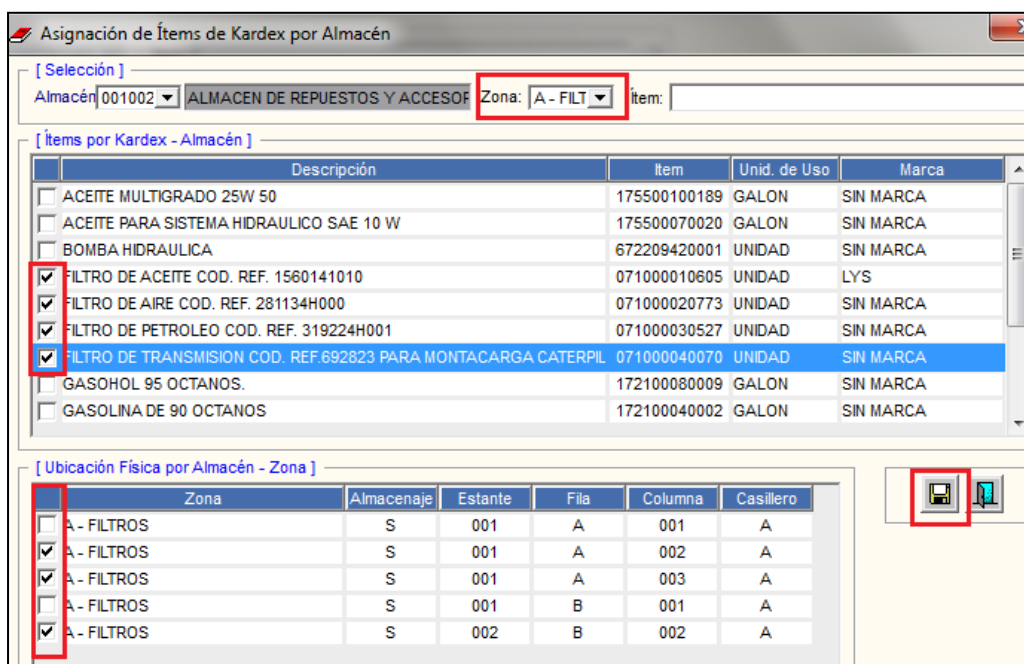 Asignación de Ítems de Kardex por Almacén
[ Selección ]
Almacén 001002 ALMACEN DE REPUESTOS Y ACCESOR Zona: A - FILT Ítem:
[ Ítems por Kardex - Almacén ]
Descripción Item Unid. de Uso Marca
ACEITE MULTIGRADO 25W 50 175500100189 GALON SIN MARCA
ACEITE PARA SISTEMA HIDRAULICO SAE 10 W 175500070020 GALON SIN MARCA
BOMBA HIDRAULICA 672209420001 UNIDAD SIN MARCA
FILTRO DE ACEITE COD. REF. 1560141010 071000010605 UNIDAD LYS
FILTRO DE AIRE COD. REF. 281134H000 071000020773 UNIDAD SIN MARCA
FILTRO DE PETROLEO COD. REF. 319224H001 071000030527 UNIDAD SIN MARCA
FILTRO DE TRANSMISION COD. REF.692823 PARA MONTACARGA CATERPIL 071000040070 UNIDAD SIN MARCA
GASOHOL 95 OCTANOS. 172100080009 GALON SIN MARCA
GASOLINA DE 90 OCTANOS 172100040002 GALON SIN MARCA
[ Ubicación Física por Almacén - Zona ]
Zona Almacenaje Estante Fila Columna Casillero
A - FILTROS S 001 A 001 A
A - FILTROS S 001 A 002 A
A - FILTROS S 001 A 003 A
A - FILTROS S 001 B 001 A
A - FILTROS S 002 B 002 A